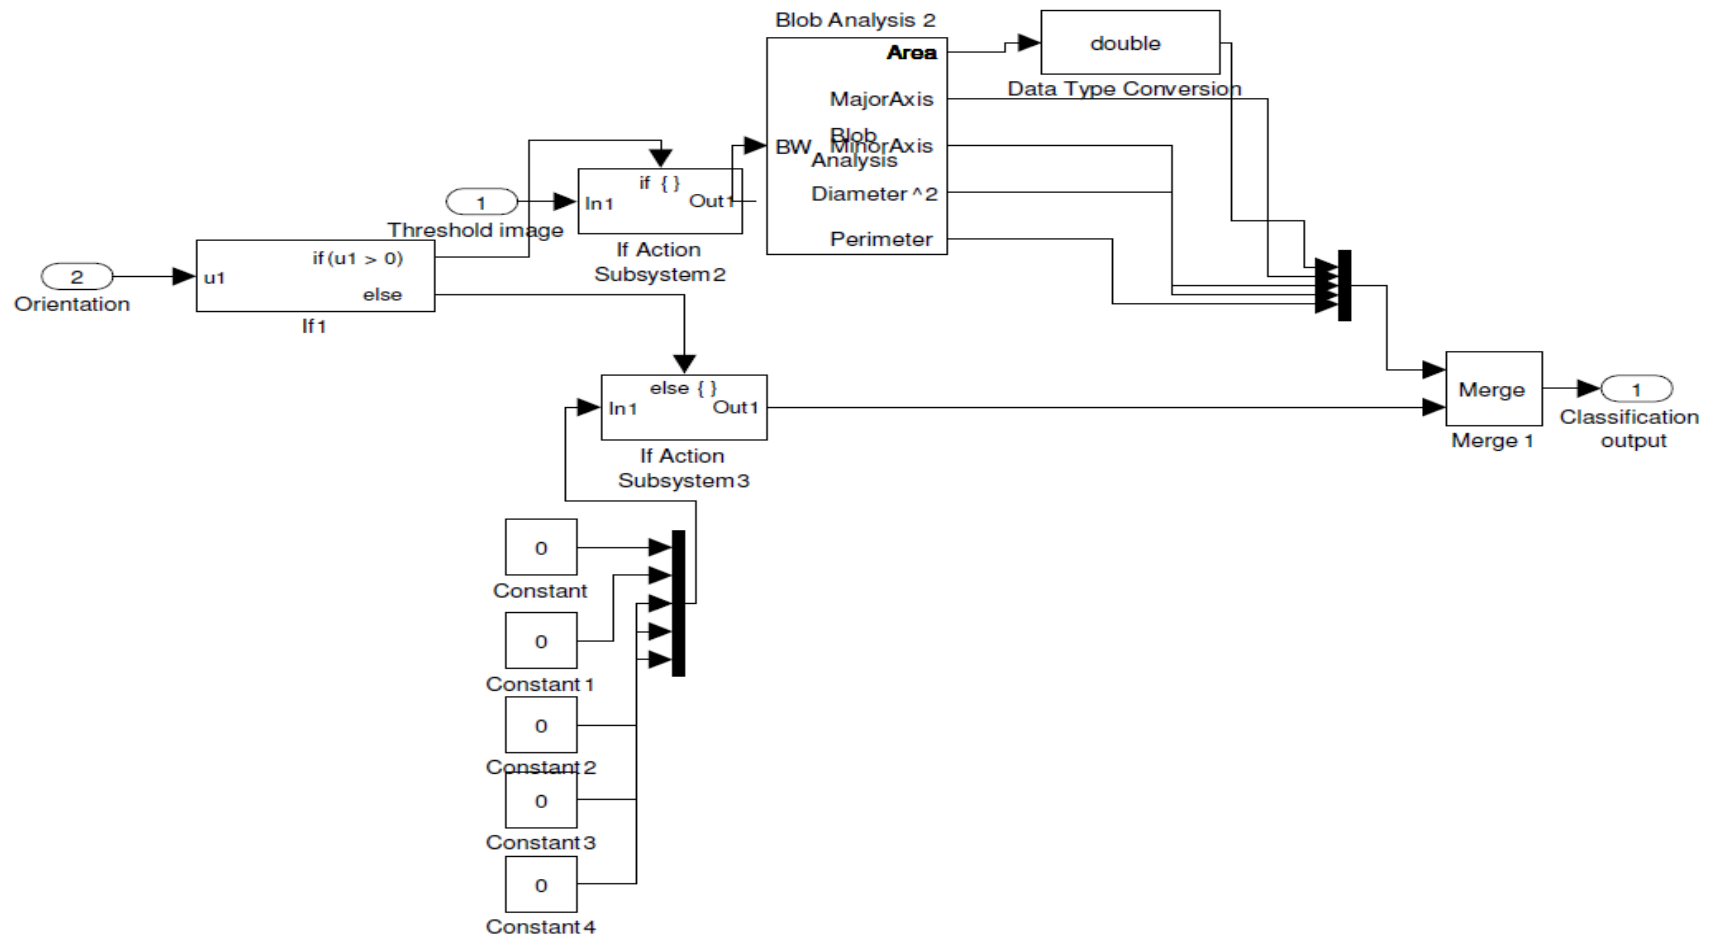 Blob Analysis 2
Area
double
Data Type Conversion
MajorAxis
Blob
BW
MinorAxis
Analysis
Diameter ^2
Perimeter
if { }
In1
Out1
1
Threshold image
If Action
Subsystem 2
if (u1 > 0)
u1
else
If1
2
Orientation
else { }
In1
Out1
If Action
Subsystem 3
Merge
Merge 1
1
Classification
output
0
Constant
0
Constant 1
0
Constant 2
0
Constant 3
0
Constant 4